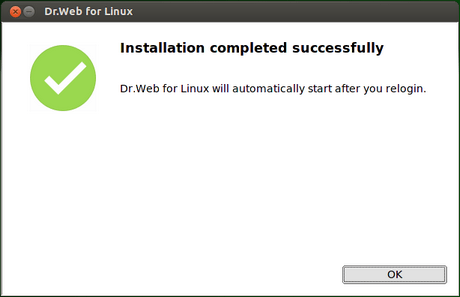 Dr.Web for Linux
Installation completed successfully
Dr.Web for Linux will automatically start after you relogin.
OK